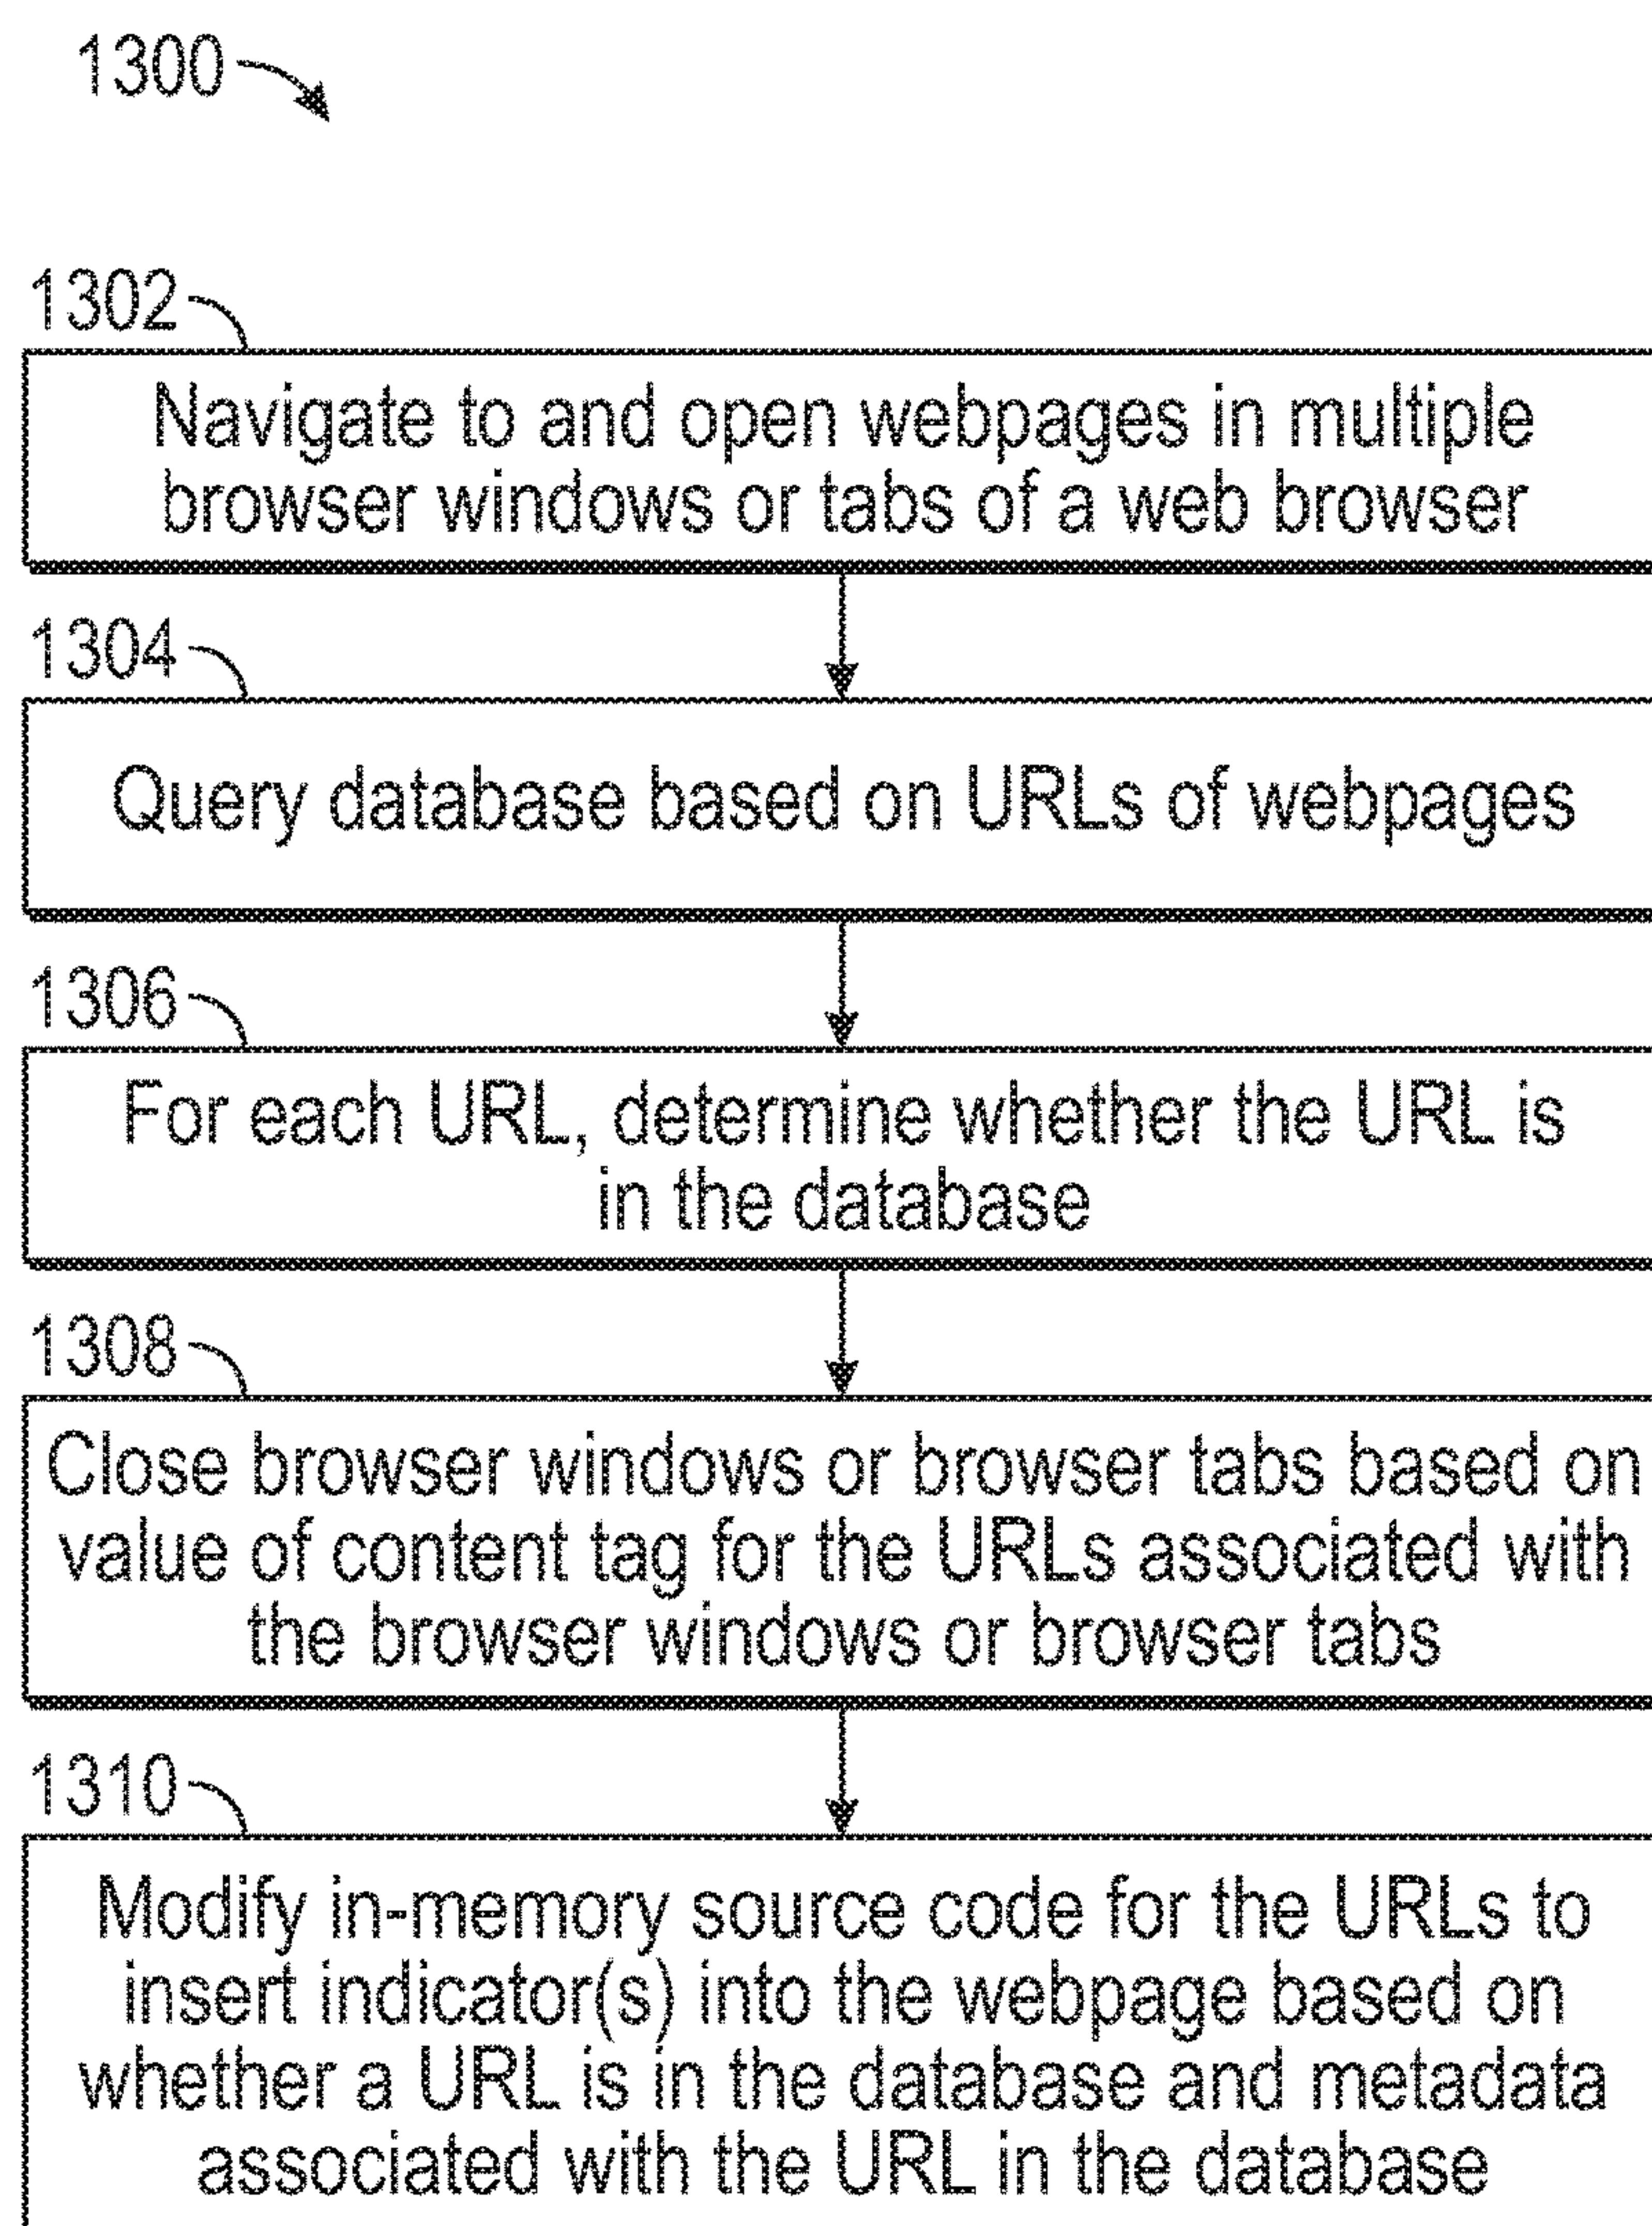 1300
1302
Navigate to and open webpages in multiple
browser windows or tabs of a web browser
1304
Query database based on URLs of webpages
1306
For each URL, determine whether the URL is
in the database
1308
Close browser windows or browser tabs based on
value of content tag for the URLs associated with
the browser windows or browser tabs
1310
Modify in-memory source code for the URLs to
insert indicator(s) into the webpage based on
whether a URL is in the database and metadata
associated with the URL in the database